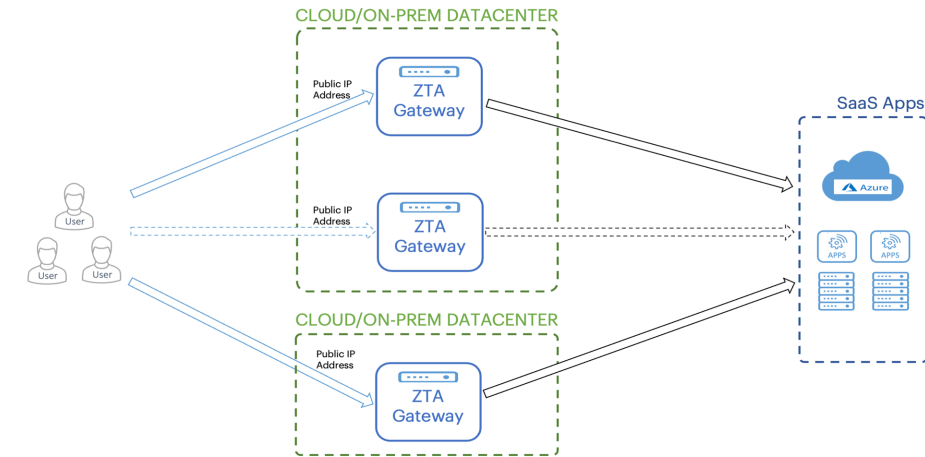 CLOUD/ON-PREM DATACENTER
Public IP
Address
ZTA
Gateway
SaaS Apps
Azure
User
Public IP
Address
ZTA
Gateway
User
User
APPS
APPS
CLOUD/ON-PREM DATACENTER
Public IP
Address
ZTA
Gateway